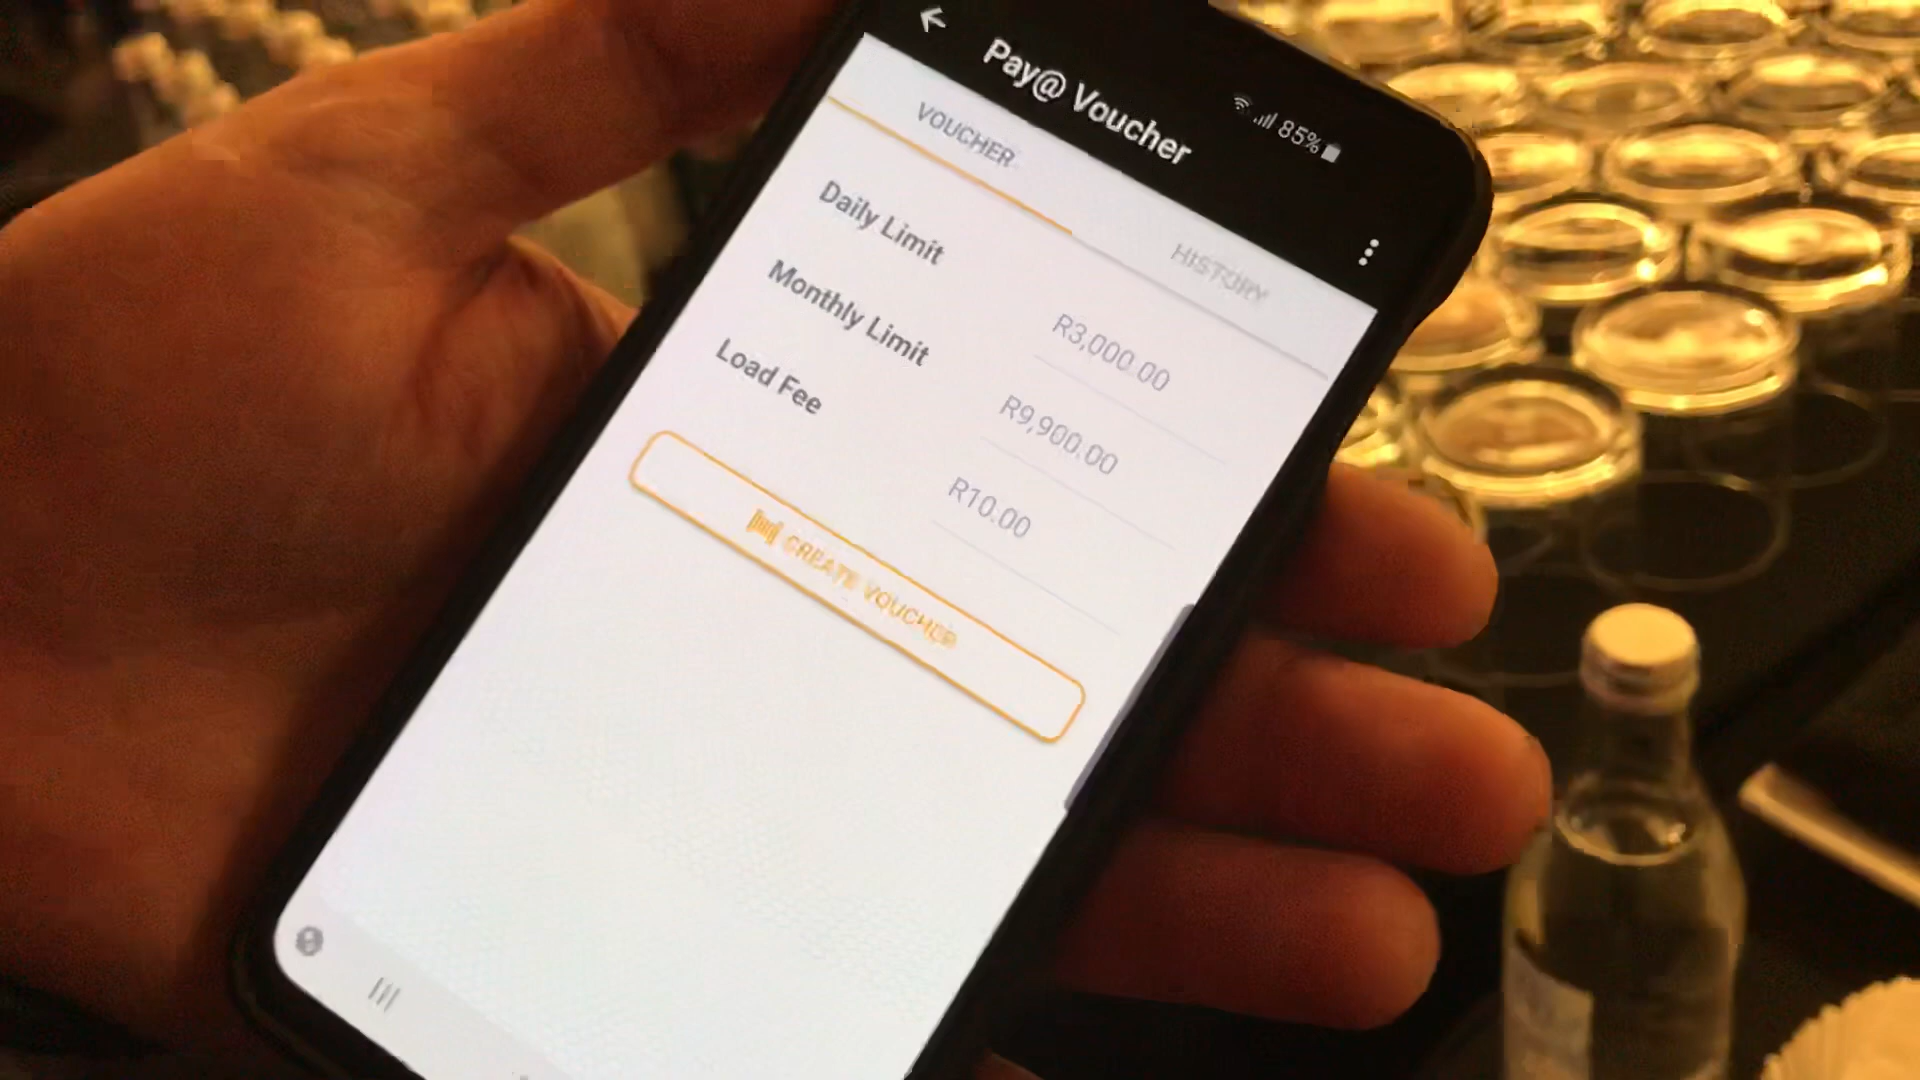 Pay@ Voucher
85%
VOUCHER
HISTORY
Daily Limit
R3,000.00
Monthly Limit
R9,900.00
Load Fee
R10.00
CREATE VOUCHER